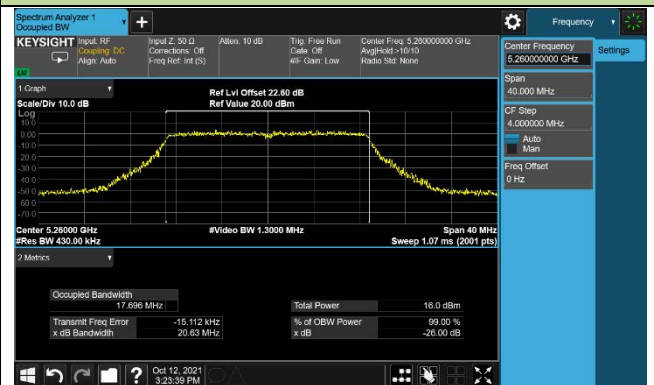 Spectrum Analyzer 1
Occupied BW
Frequency
KEYSIGHT
Input: RF
Coupling: DC
Align: Auto
Input Z: 50 Ω
Corrections: Off
Freq Ref: Int (S)
Atten: 10 dB
Trig: Free Run
Gate: Off
#IF Gain: Low
Center Freq: 5.260000000 GHz
Avg|Hold:>10/10
Radio Std: None
Center Frequency
5.260000000 GHz
Settings
Span
40.000 MHz
CF Step
4.000000 MHz
Auto
Man
Freq Offset
0 Hz
1 Graph
Scale/Div 10.0 dB
Ref Lvl Offset 22.60 dB
Ref Value 20.00 dBm
Log
10.0
0.00
-10.0
-20.0
-30.0
-40.0
-50.0
-60.0
-70.0
Center 5.26000 GHz
#Video BW 1.3000 MHz
Span 40 MHz
#Res BW 430.00 kHz
Sweep 1.07 ms (2001 pts)
2 Metrics
Occupied Bandwidth
17.696 MHz
Total Power
16.0 dBm
Transmit Freq Error
-15.112 kHz
% of OBW Power
99.00 %
x dB Bandwidth
20.63 MHz
x dB
-26.00 dB
?
Oct 12, 2021
3:23:39 PM